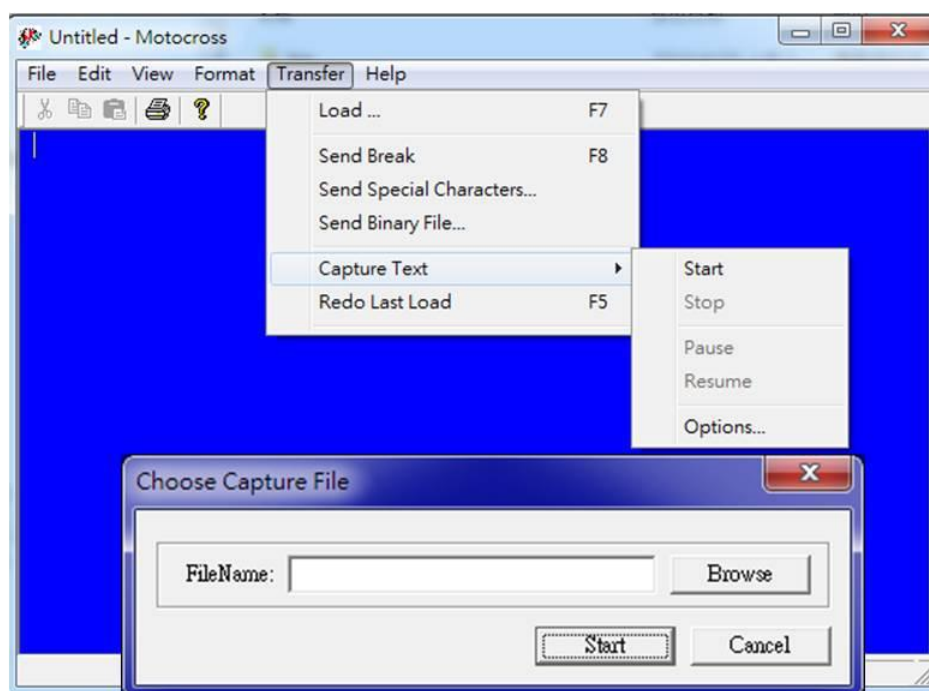 Untitled - Motocross
File Edit View Format Transfer Help
Load ... F7
Send Break F8
Send Special Characters...
Send Binary File...
Capture Text
Redo Last Load F5
Start
Stop
Pause
Resume
Options...
Choose Capture File
FileName: Browse
Start Cancel